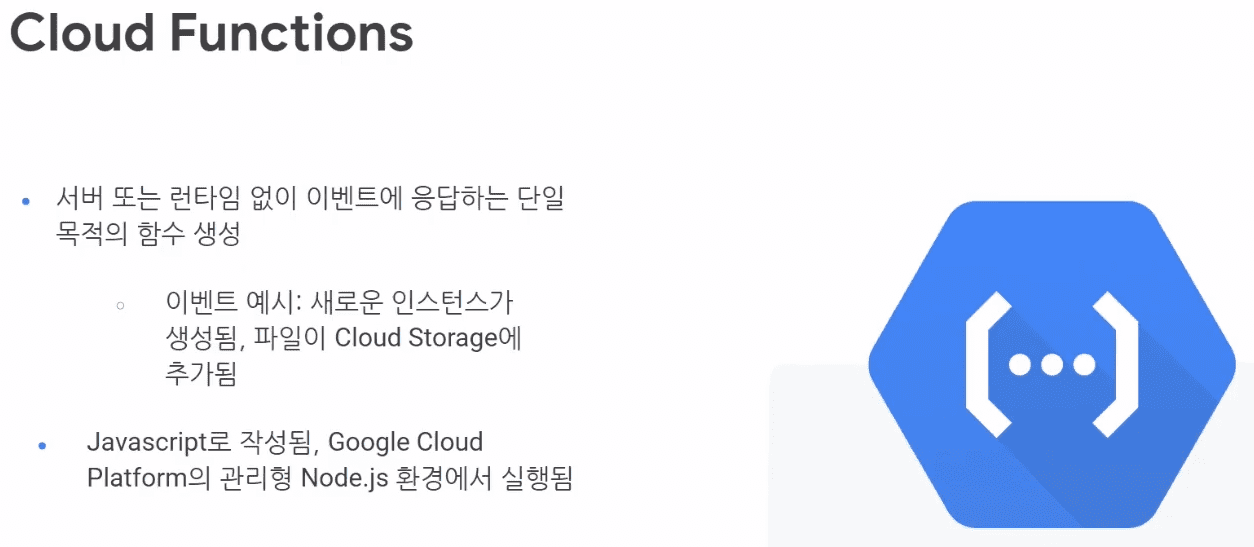 Cloud Functions
서버 또는 런타임 없이 이벤트에 응답하는 단일
목적의 함수 생성
이벤트 예시: 새로운 인스턴스가
생성됨, 파일이 Cloud Storage에
추가됨
Javascript로 작성됨, Google Cloud
Platform의 관리형 Node.js 환경에서 실행됨